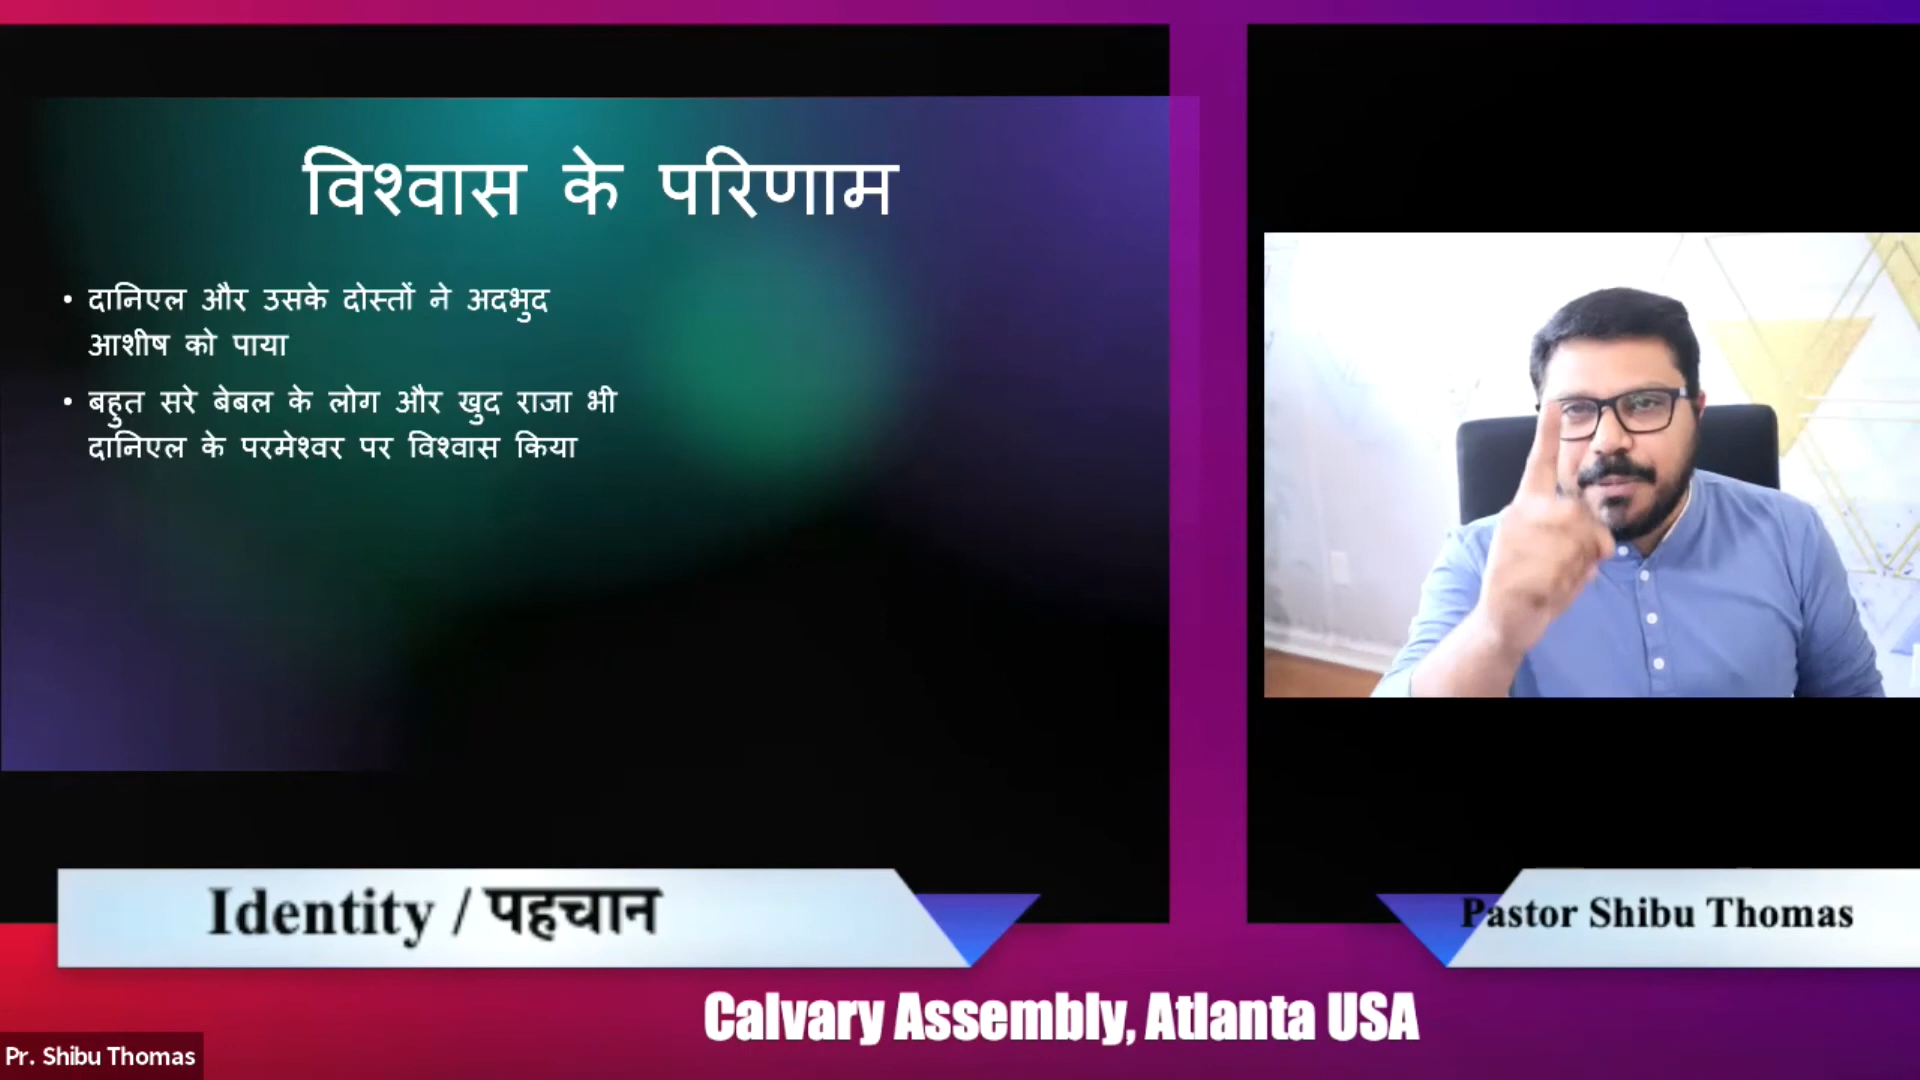 विश्वास के परिणाम
• दानिएल और उसके दोस्तों ने अदभुद
आशीष को पाया
• बहुत सरे बेबल के लोग और खुद राजा भी
दानिएल के परमेश्वर पर विश्वास किया
Identity / पहचान
Pastor Shibu Thomas
Calvary Assembly, Atlanta USA
Pr. Shibu Thomas